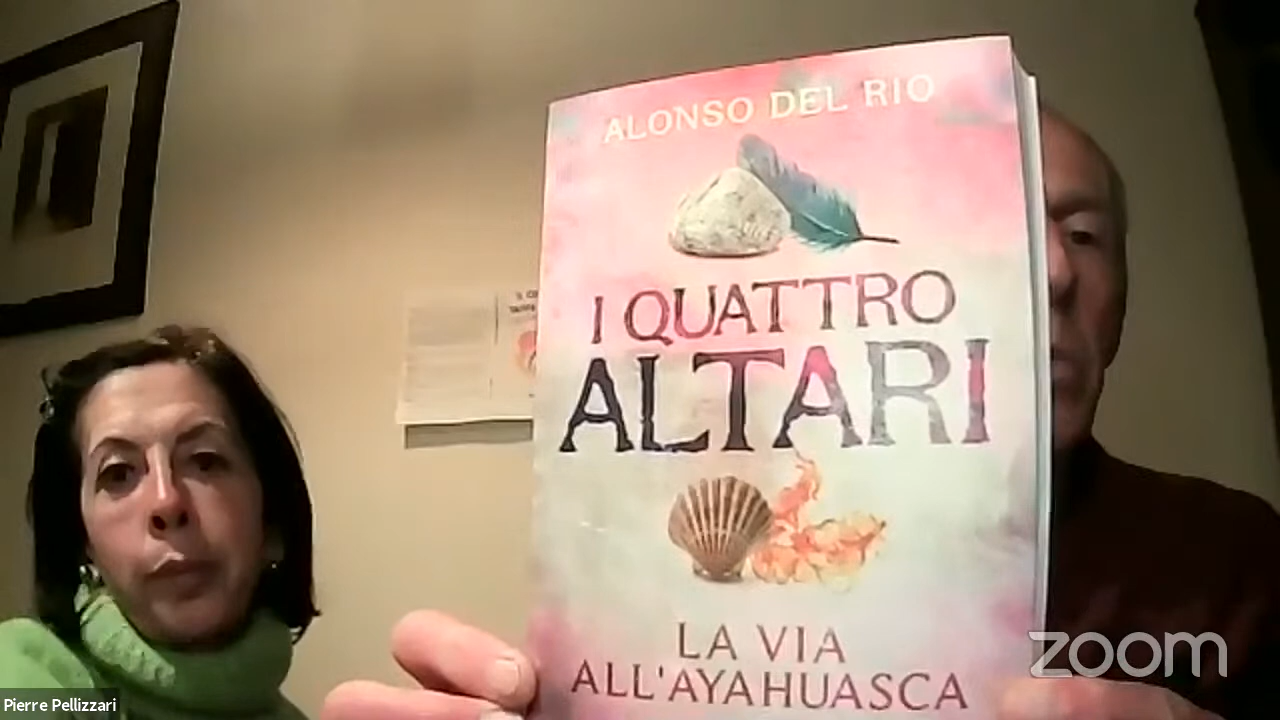 ALONSO DEL RIO
I QUATTRO
ALTARI
LA VIA
ALL'AYAHUASCA
zoom
Pierre Pellizzari